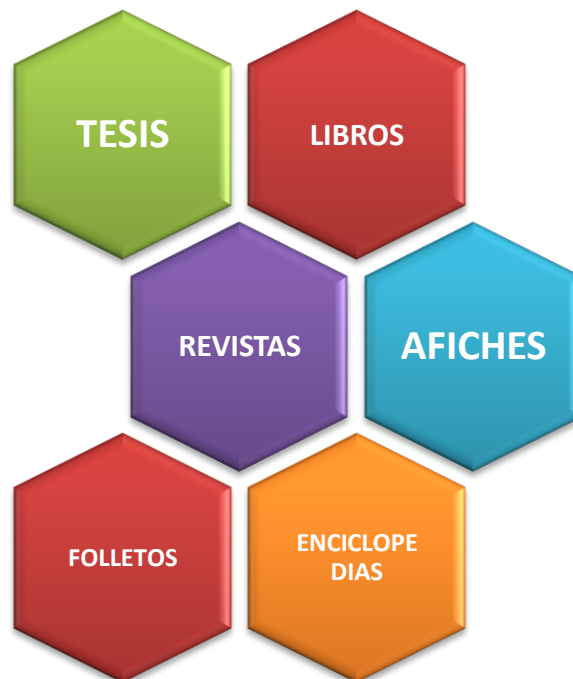 TESIS
LIBROS
REVISTAS
AFICHES
FOLLETOS
ENCICLOPE
DIAS